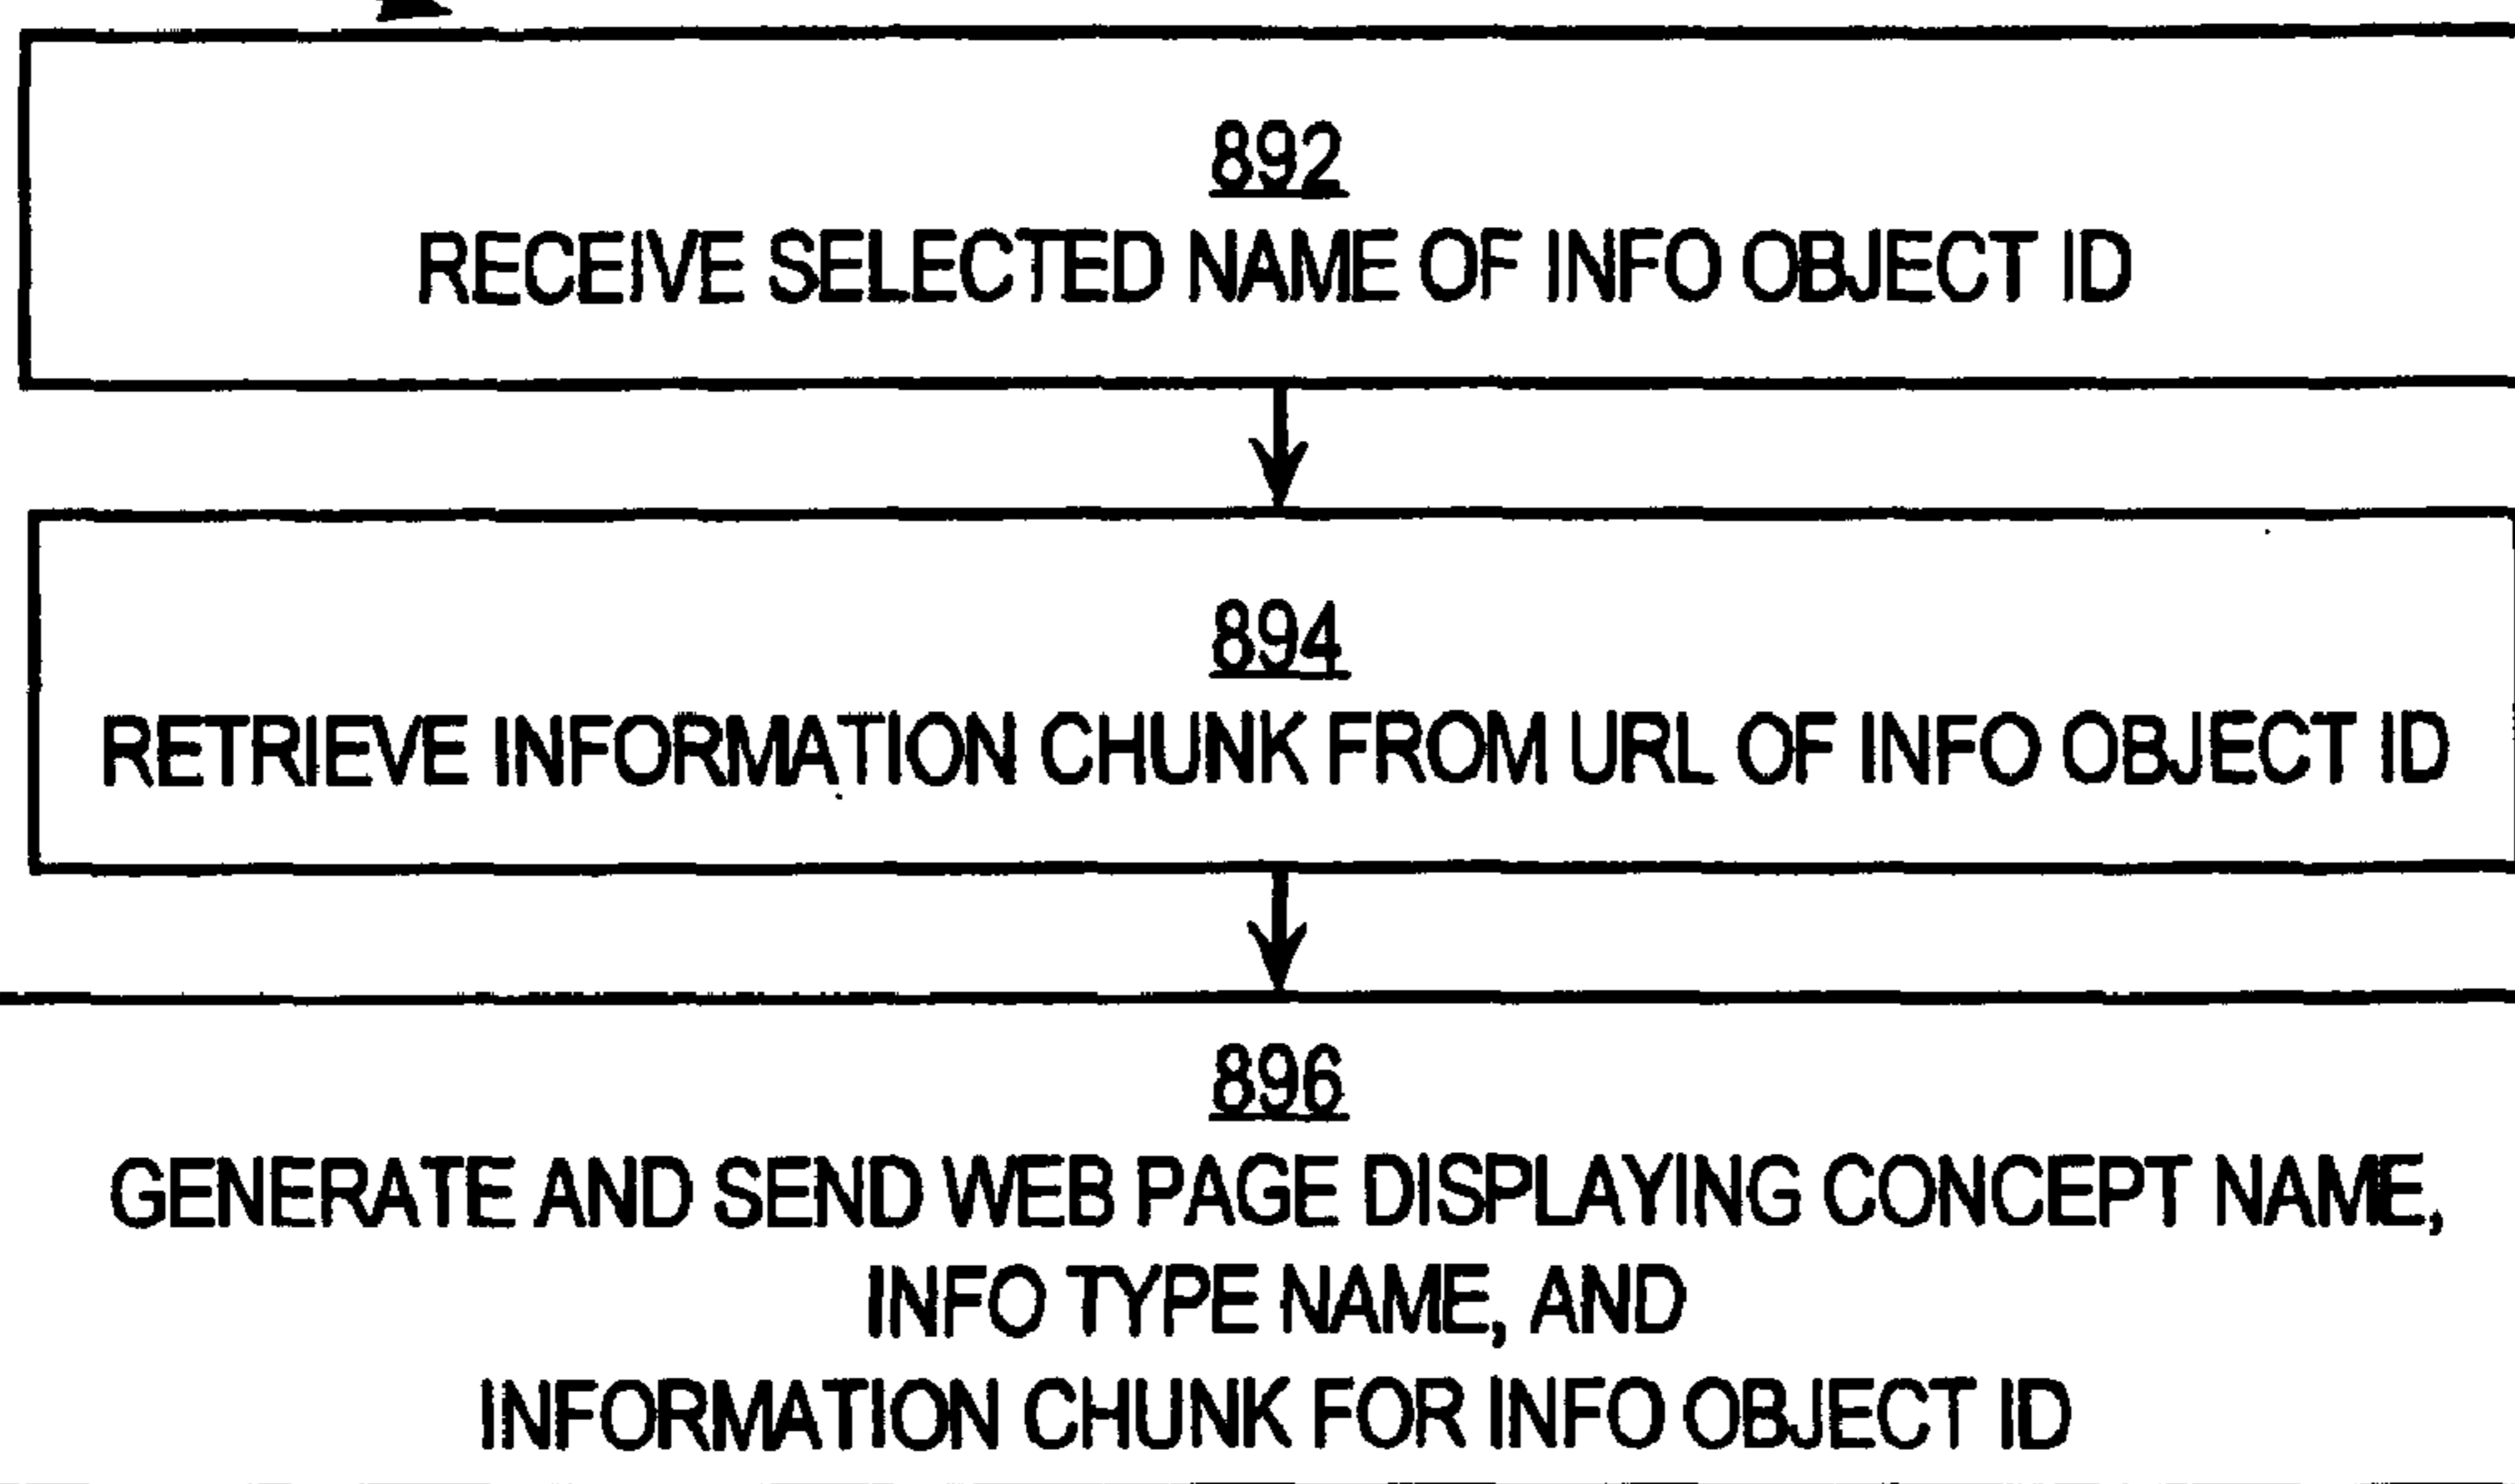 892
RECEIVE SELECTED NAME OF INFO OBJECT ID
894
RETRIEVE INFORMATION CHUNK FROM URL OF INFO OBJECT ID
896
GENERATE AND SEND WEB PAGE DISPLAYING CONCEPT NAME,
INFO TYPE NAME, AND
INFORMATION CHUNK FOR INFO OBJECT ID